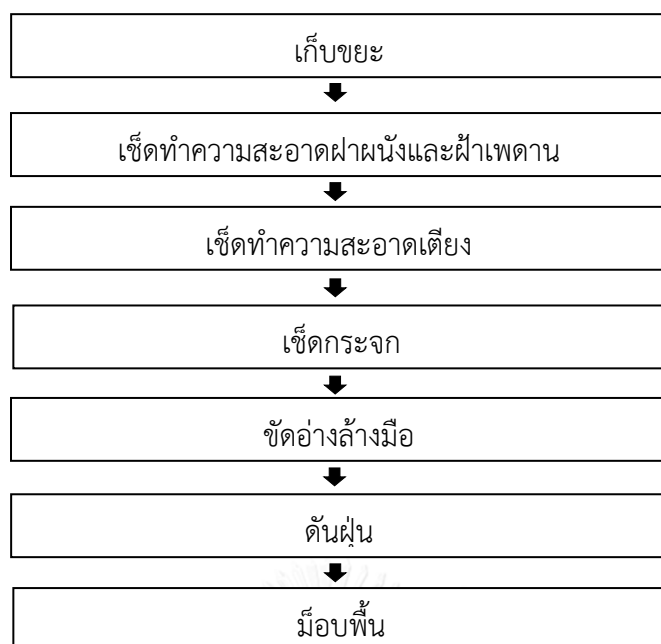 เก็บขยะ
เช็ดทำความสะอาดฝาผนังและฝ้าเพดาน
เช็ดทำความสะอาดเตียง
เช็ดกระจก
ขัดอ่างล้างมือ
ดันฝุ่น
ม็อบพื้น